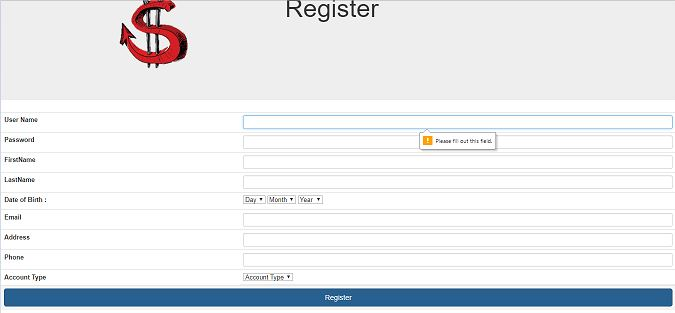 Register
User Name
Please fill out this field.
Password
FirstName
LastName
Date of Birth :
Day Month Year
Email
Address
Phone
Account Type
Account Type
Register